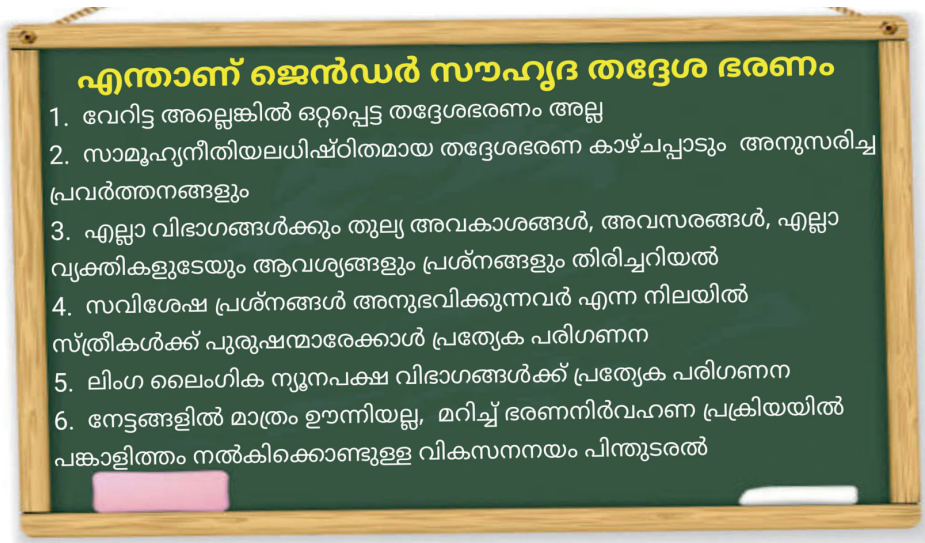 എന്താണ് ജെൻഡർ സൗഹൃദ തദ്ദേശ ഭരണം
1. വേറിട്ട അല്ലെങ്കിൽ ഒറ്റപ്പെട്ട തദ്ദേശഭരണം അല്ല
2. സാമൂഹ്യനീതിയലധിഷ്ഠിതമായ തദ്ദേശഭരണ കാഴ്ചപ്പാടും അനുസരിച്ച
പ്രവർത്തനങ്ങളും
3. എല്ലാ വിഭാഗങ്ങൾക്കും തുല്യ അവകാശങ്ങൾ, അവസരങ്ങൾ, എല്ലാ
വ്യക്തികളുടേയും ആവശ്യങ്ങളും പ്രശ്നങ്ങളും തിരിച്ചറിയൽ
4. സവിശേഷ പ്രശ്നങ്ങൾ അനുഭവിക്കുന്നവർ എന്ന നിലയിൽ
സ്ത്രീകൾക്ക് പുരുഷന്മാരേക്കാൾ പ്രത്യേക പരിഗണന
5. ലിംഗ ലൈംഗിക ന്യൂനപക്ഷ വിഭാഗങ്ങൾക്ക് പ്രത്യേക പരിഗണന
6. നേട്ടങ്ങളിൽ മാത്രം ഊന്നിയല്ല, മറിച്ച് ഭരണനിർവഹണ പ്രക്രിയയിൽ
പങ്കാളിത്തം നൽകിക്കൊണ്ടുള്ള വികസനനയം പിന്തുടരൽ